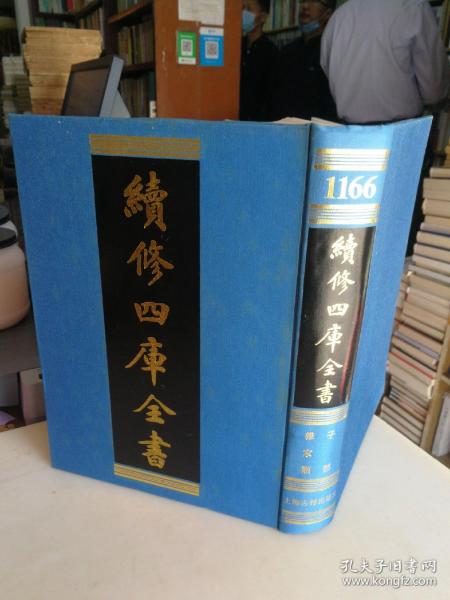 續修四庫全書
1166
續修四庫全書
子部
雜家類
上海古籍出版社
孔夫子旧书网
www.kongfz.com